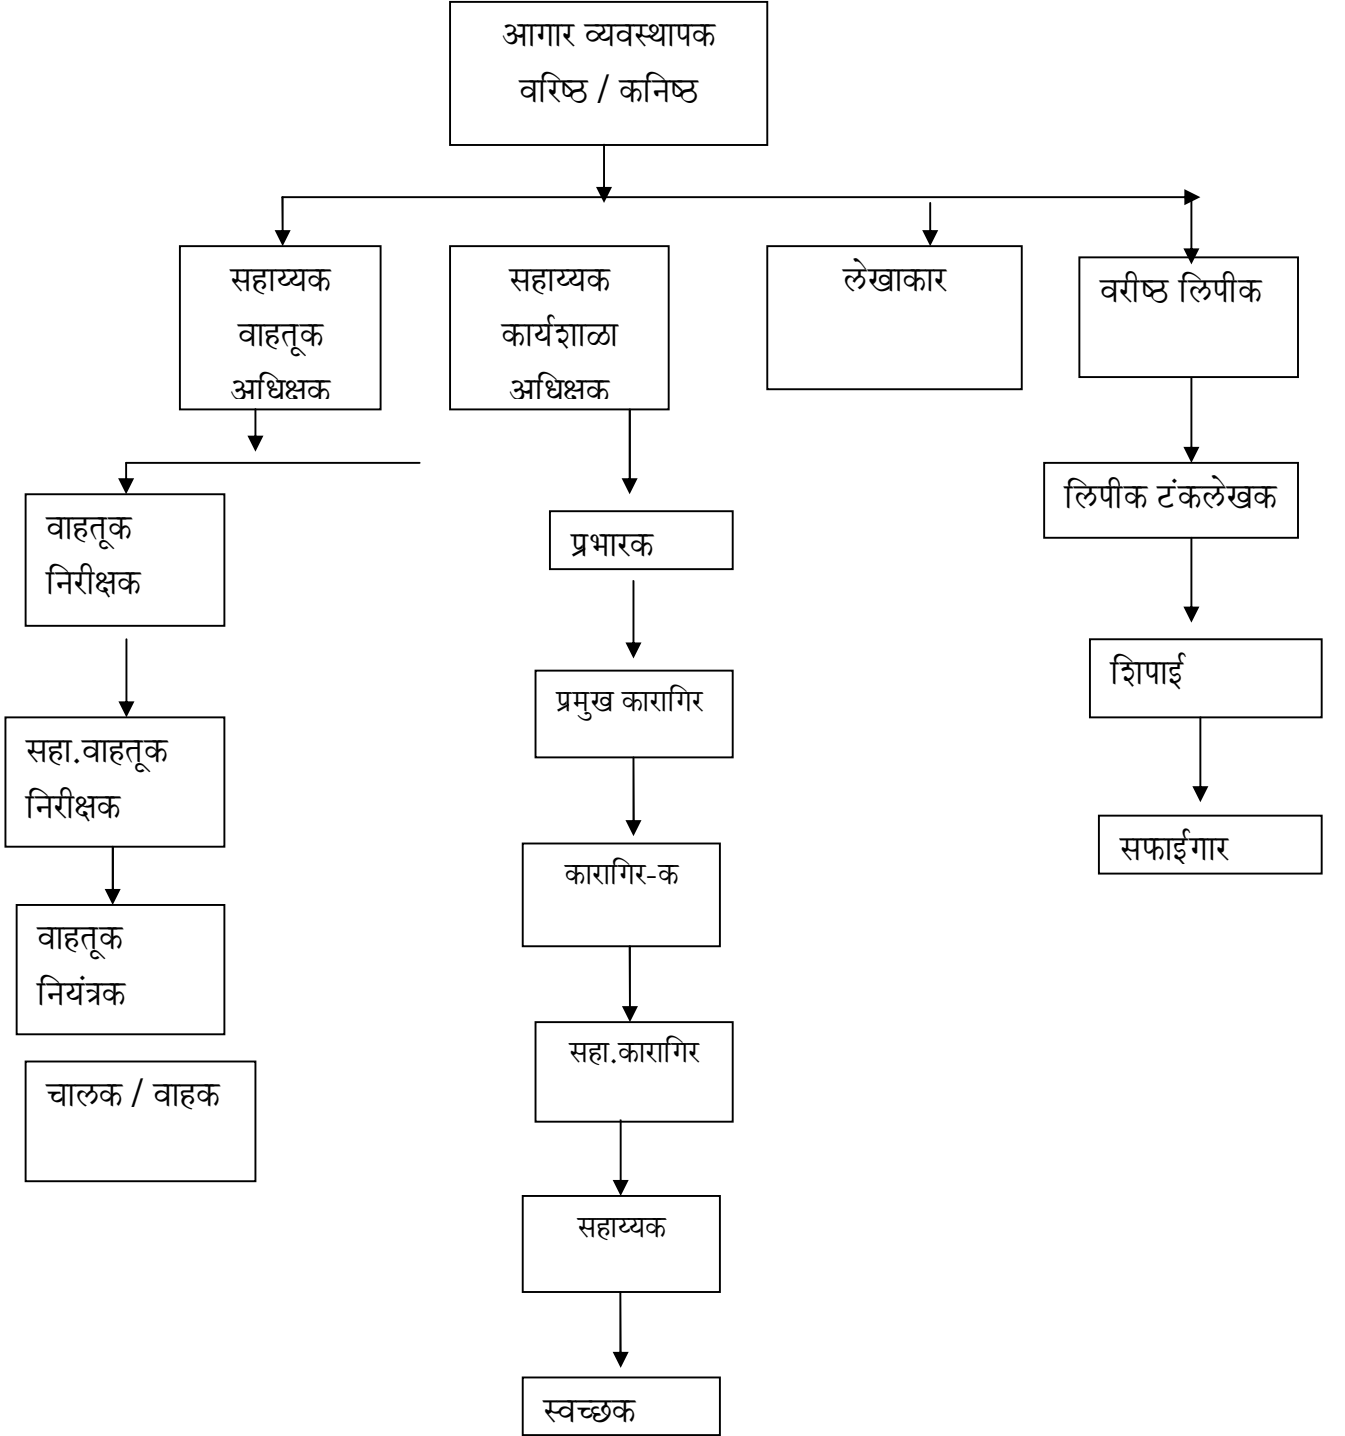 आगार व्यवस्थापक
वरिष्ठ / कनिष्ठ
सहाय्यक
वाहतूक
अधिक्षक
सहाय्यक
कार्यशाळा
अधिक्षक
लेखाकार
वरीष्ठ लिपीक
वाहतूक
निरीक्षक
प्रभारक
लिपीक टंकलेखक
सहा.वाहतूक
निरीक्षक
प्रमुख कारागिर
शिपाई
वाहतूक
नियंत्रक
कारागिर-क
सफाईगार
चालक / वाहक
सहा.कारागिर
सहाय्यक
स्वच्छक